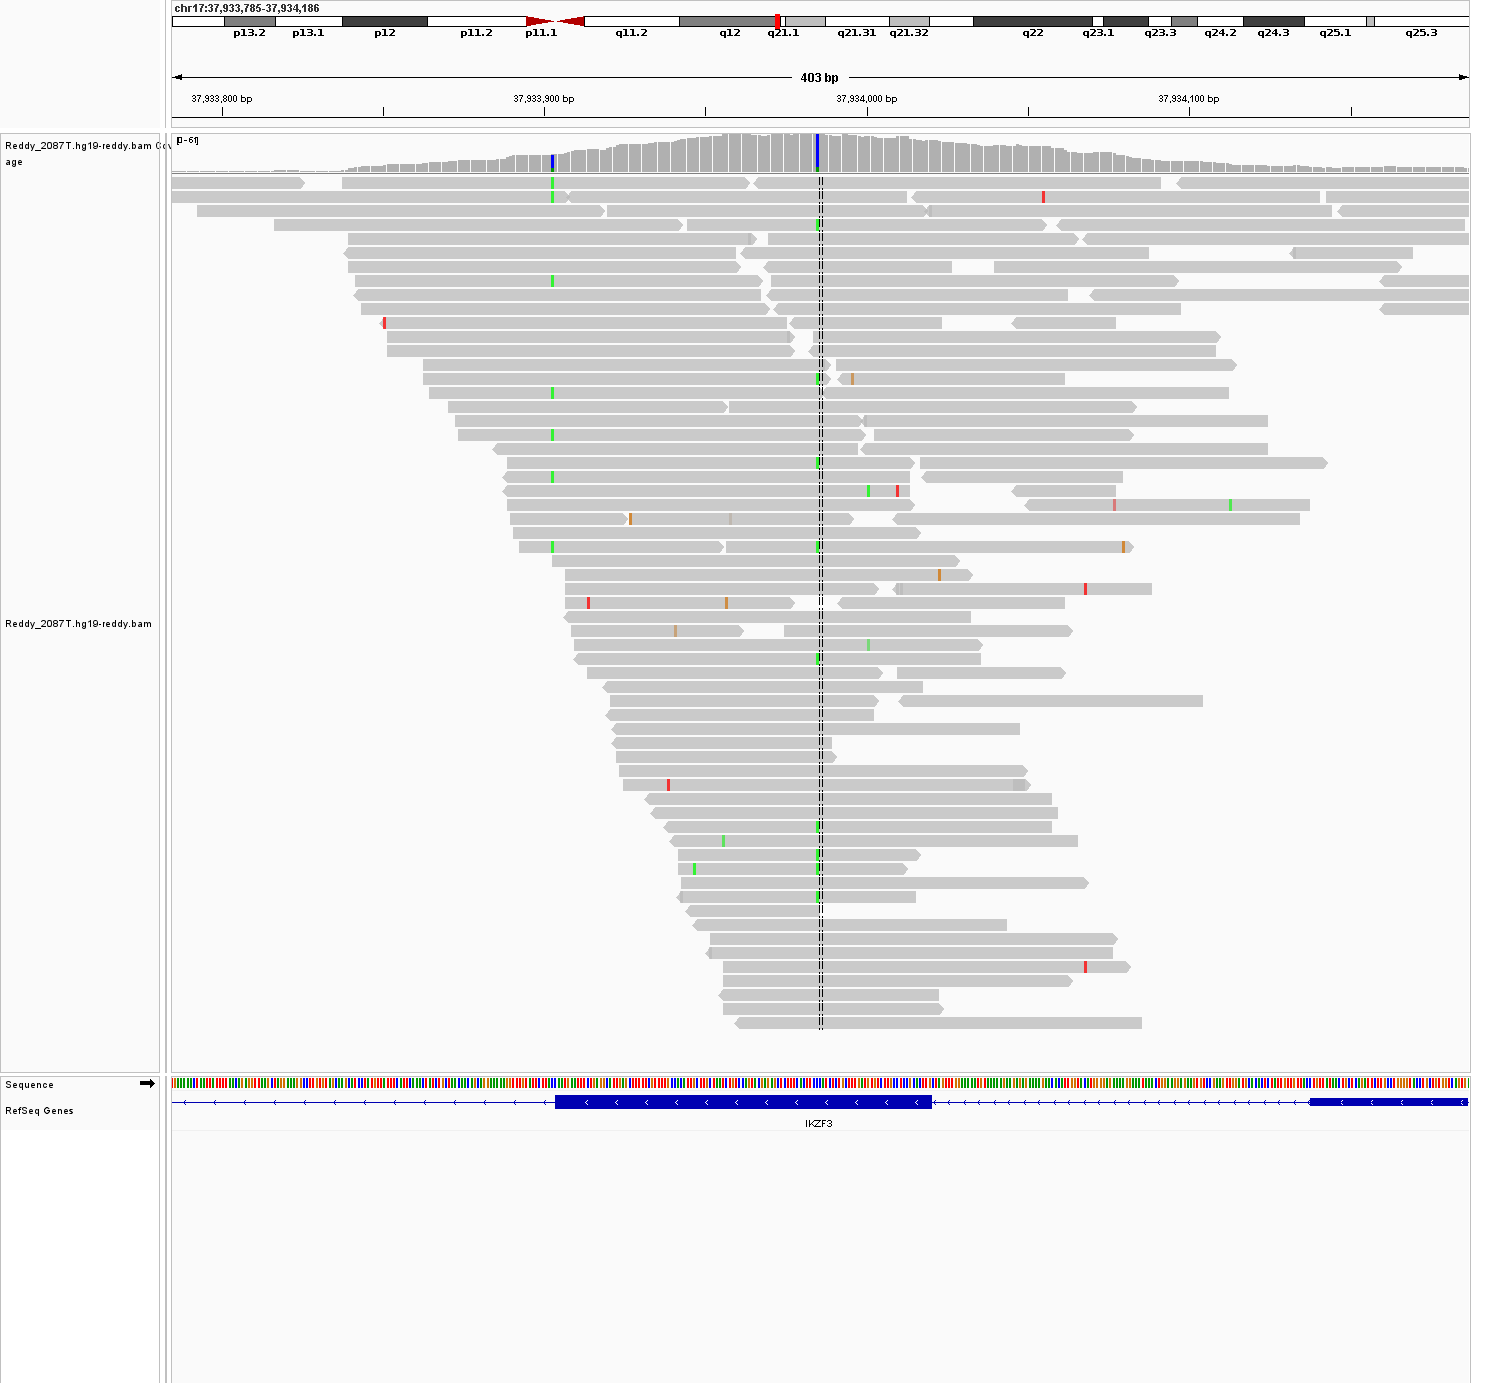 chr17:37,933,785-37,934,186
p13.2 p13.1 p12 p11.2 p11.1 q11.2 q12 q21.1 q21.31 q21.32 q22 q23.1 q23.3 q24.2 q24.3 q25.1 q25.3
403 bp
37,933,800 bp 37,933,900 bp 37,934,000 bp 37,934,100 bp
Reddy_2087T.hg19-reddy.bam Cov
age
[0-61]
Reddy_2087T.hg19-reddy.bam
Sequence
RefSeq Genes
IKZF3